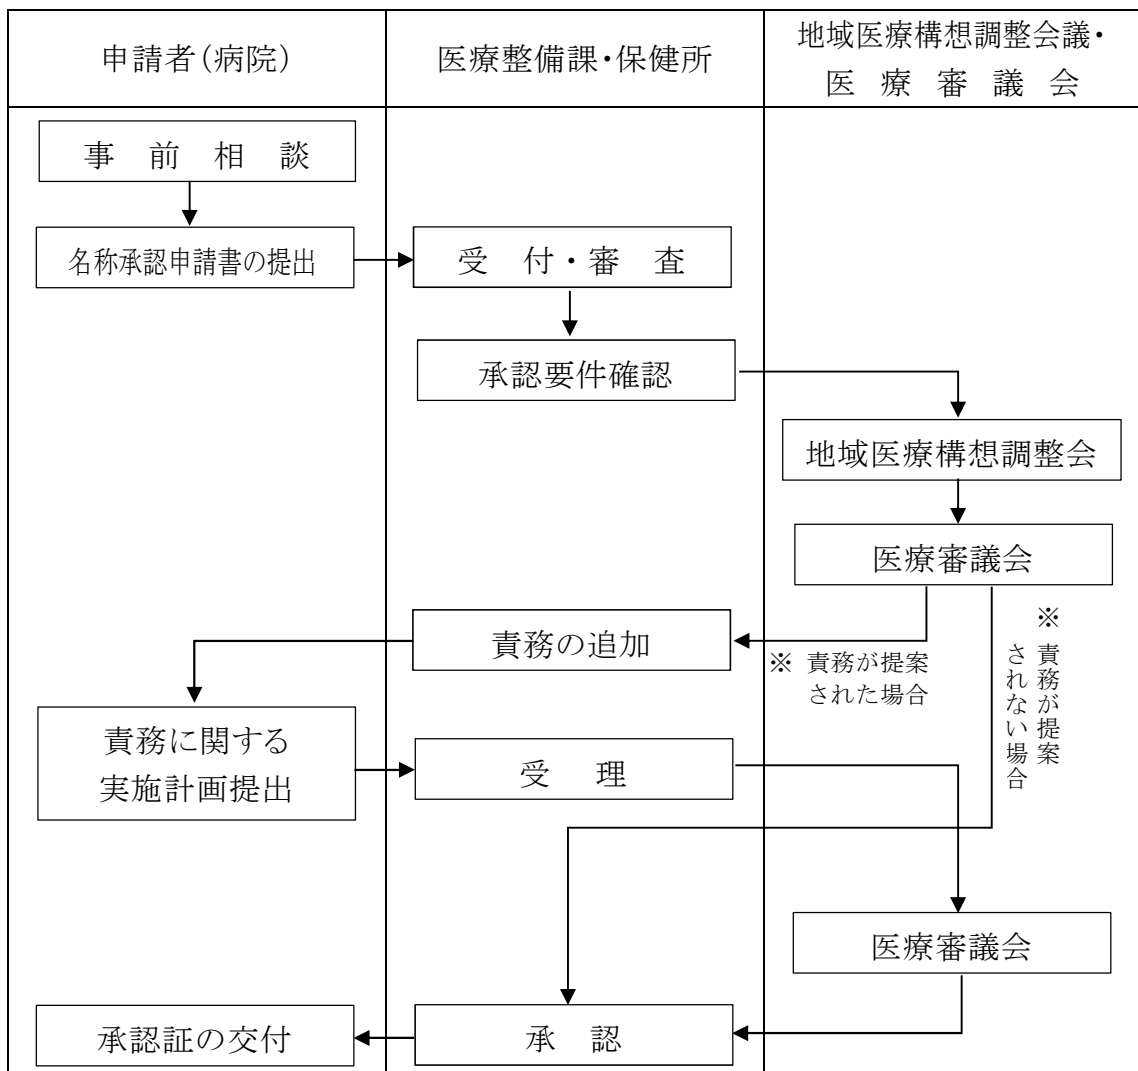 申請者(病院)
医療整備課・保健所
地域医療構想調整会議・
医療審議会
事前相談
名称承認申請書の提出
受付・審査
承認要件確認
地域医療構想調整会
医療審議会
責務の追加
※ 責務が提案
された場合
※ 責務が提案
されない場合
責務に関する
実施計画提出
受理
医療審議会
承認証の交付
承認